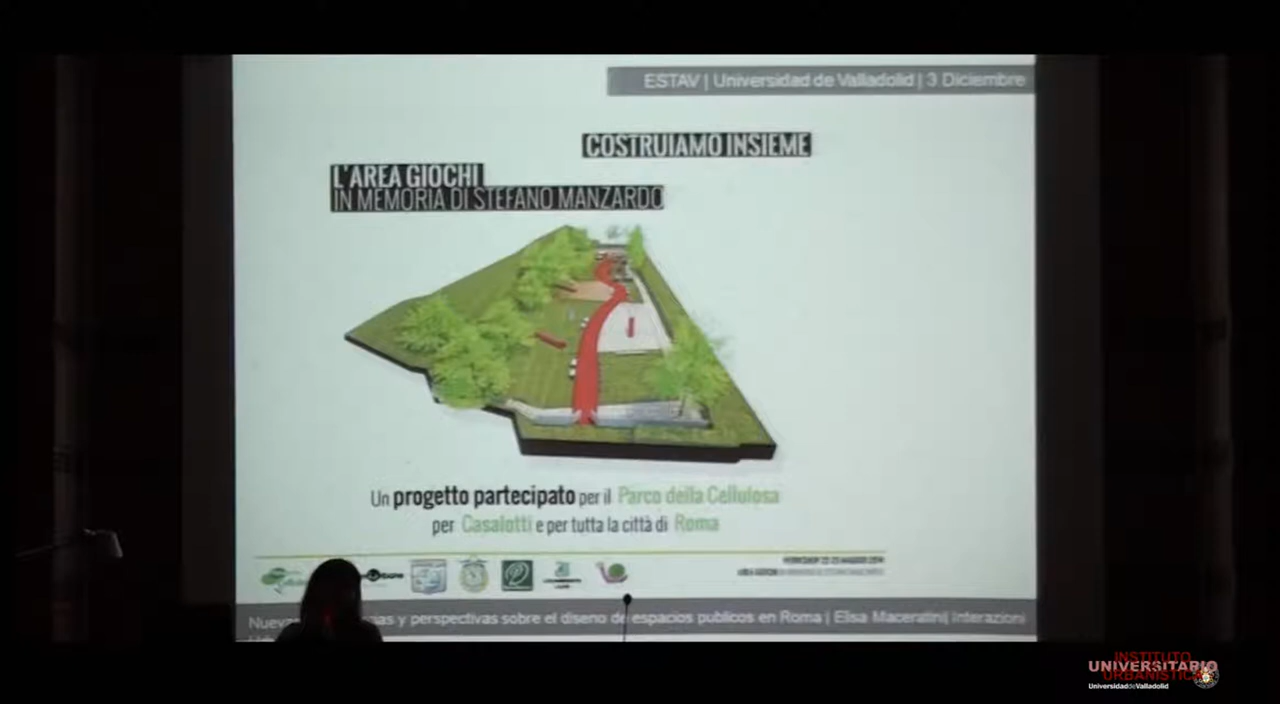 ESTAV | Universidad de Valladolid | 3 Diciembre
COSTRUIAMO INSIEME
L'AREA GIOCHI
IN MEMORIA DI STEFANO MANZARDO
Un progetto partecipato per il Parco della Cellulosa
per Casalotti e per tutta la città di Roma
y perspectivas sobre el diseno de espacios publicos en Roma | Elisa Maceratini| Interazioni
INSTITUTO
UNIVERSITARIO
URBANISTICA
Universidad de Valladolid